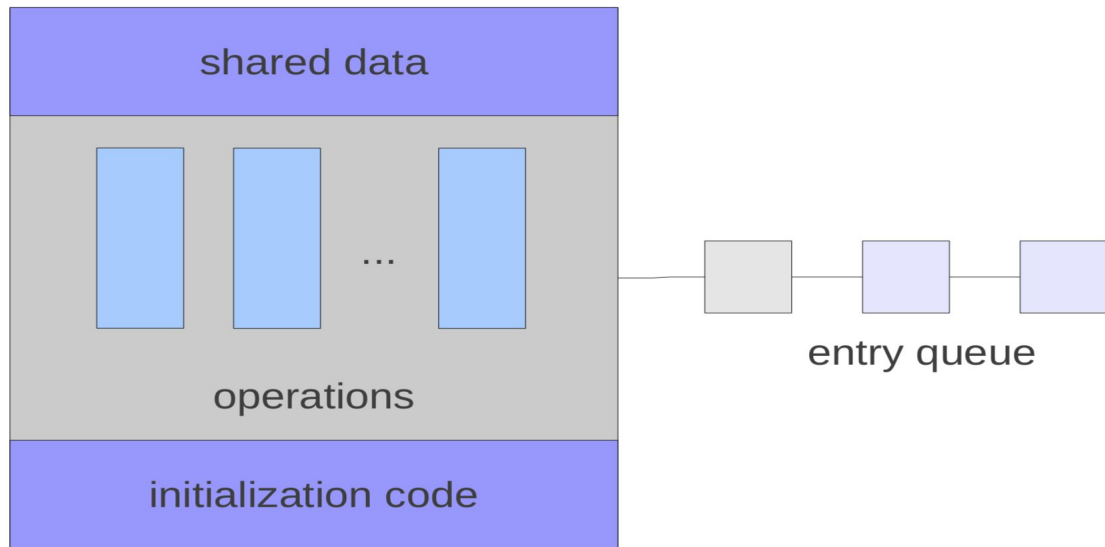 shared data
...
operations
entry queue
initialization code